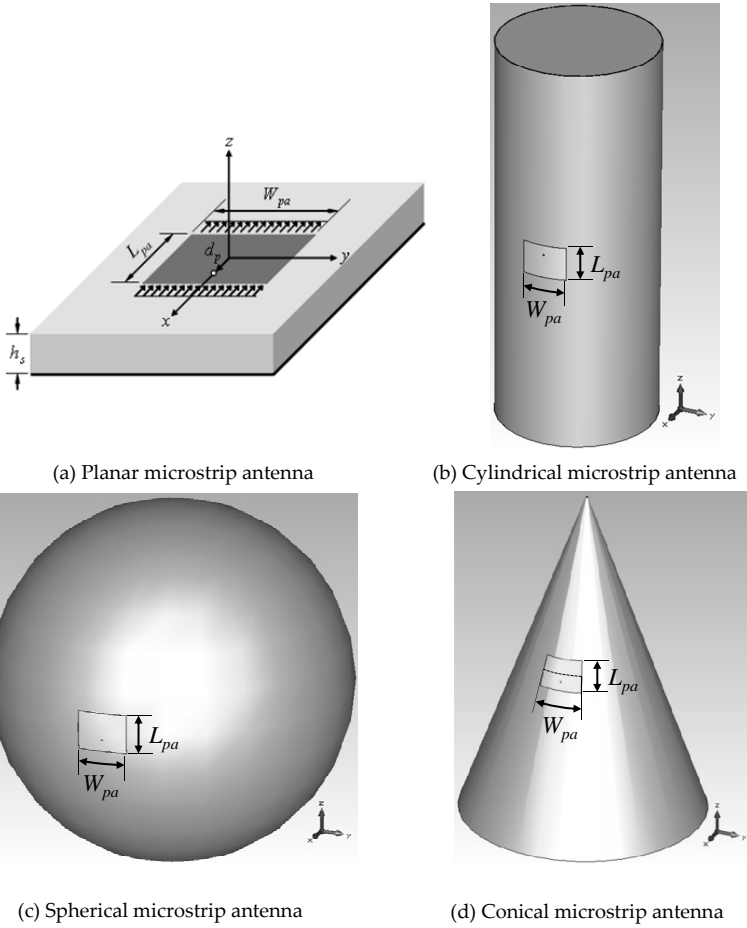 z
W_pa
L_pa
d_p
y
x
h_s
(a) Planar microstrip antenna
L_pa
W_pa
z
x
y
(b) Cylindrical microstrip antenna
L_pa
W_pa
z
x
y
(c) Spherical microstrip antenna
L_pa
W_pa
z
x
y
(d) Conical microstrip antenna